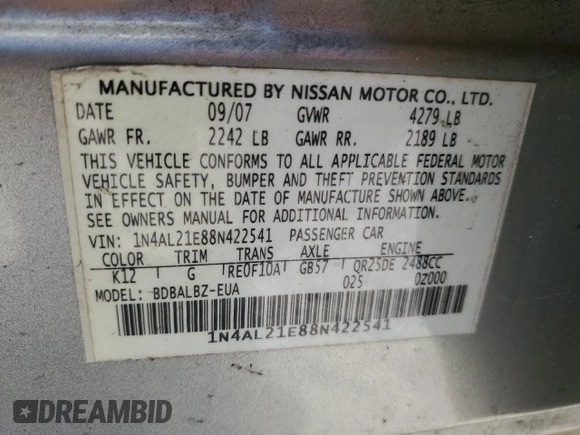 MANUFACTURED BY NISSAN MOTOR CO., LTD.
DATE 09/07 GVWR 4279 LB
GAWR FR. 2242 LB GAWR RR. 2189 LB
THIS VEHICLE CONFORMS TO ALL APPLICABLE FEDERAL MOTOR
VEHICLE SAFETY, BUMPER AND THEFT PREVENTION STANDARDS
IN EFFECT ON THE DATE OF MANUFACTURE SHOWN ABOVE.
SEE OWNERS MANUAL FOR ADDITIONAL INFORMATION.
VIN: 1N4AL21E88N422541 PASSENGER CAR
COLOR TRIM TRANS AXLE ENGINE
K12 G RE0F10A GB57 QR25DE 2488CC
MODEL: BDBALBZ-EUA 025 0Z000
1N4AL21E88N422541
DREAMBID